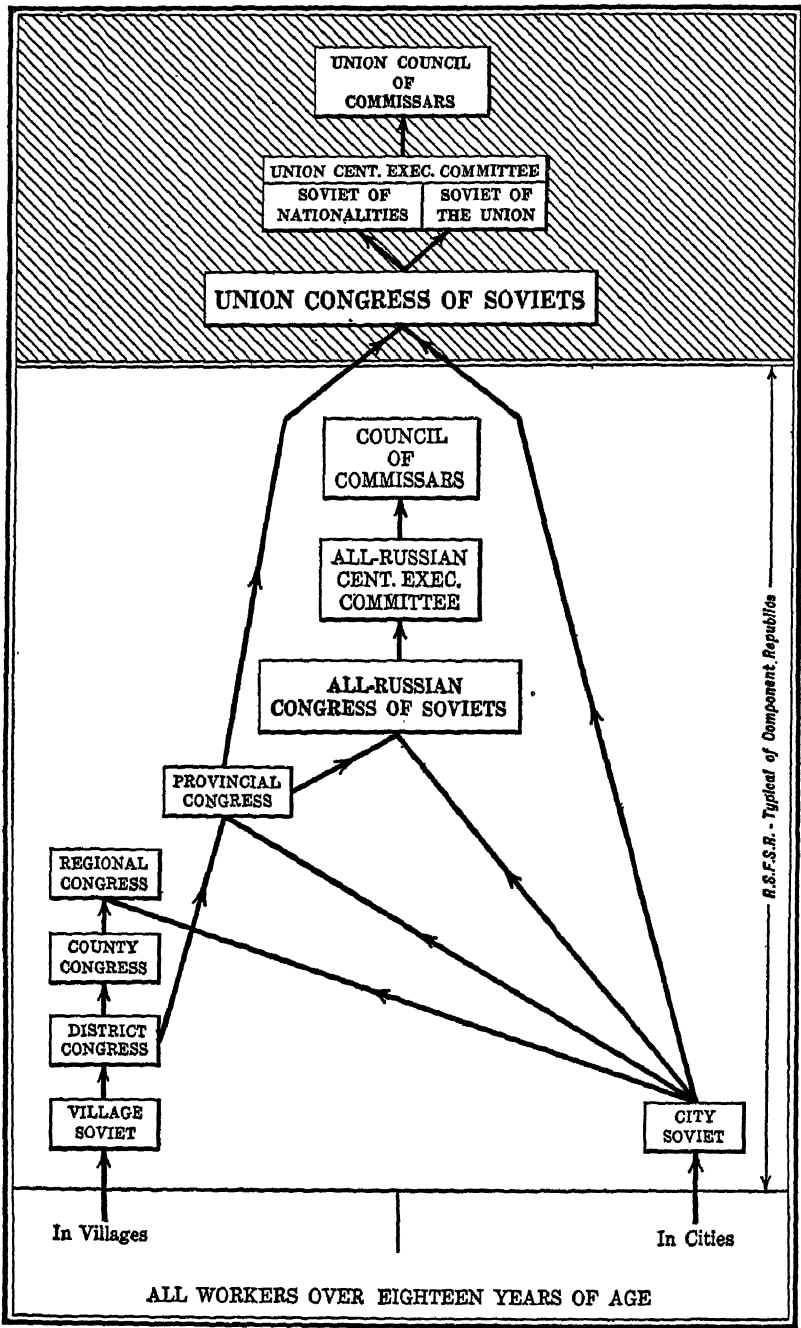 UNION COUNCIL
OF
COMMISSARS
UNION CENT. EXEC. COMMITTEE
SOVIET OF
NATIONALITIES
SOVIET OF
THE UNION
UNION CONGRESS OF SOVIETS
COUNCIL
OF
COMMISSARS
ALL-RUSSIAN
CENT. EXEC.
COMMITTEE
ALL-RUSSIAN
CONGRESS OF SOVIETS
PROVINCIAL
CONGRESS
REGIONAL
CONGRESS
COUNTY
CONGRESS
DISTRICT
CONGRESS
VILLAGE
SOVIET
CITY
SOVIET
R.S.F.S.R. - Typical of Component Republics
In Villages
In Cities
ALL WORKERS OVER EIGHTEEN YEARS OF AGE